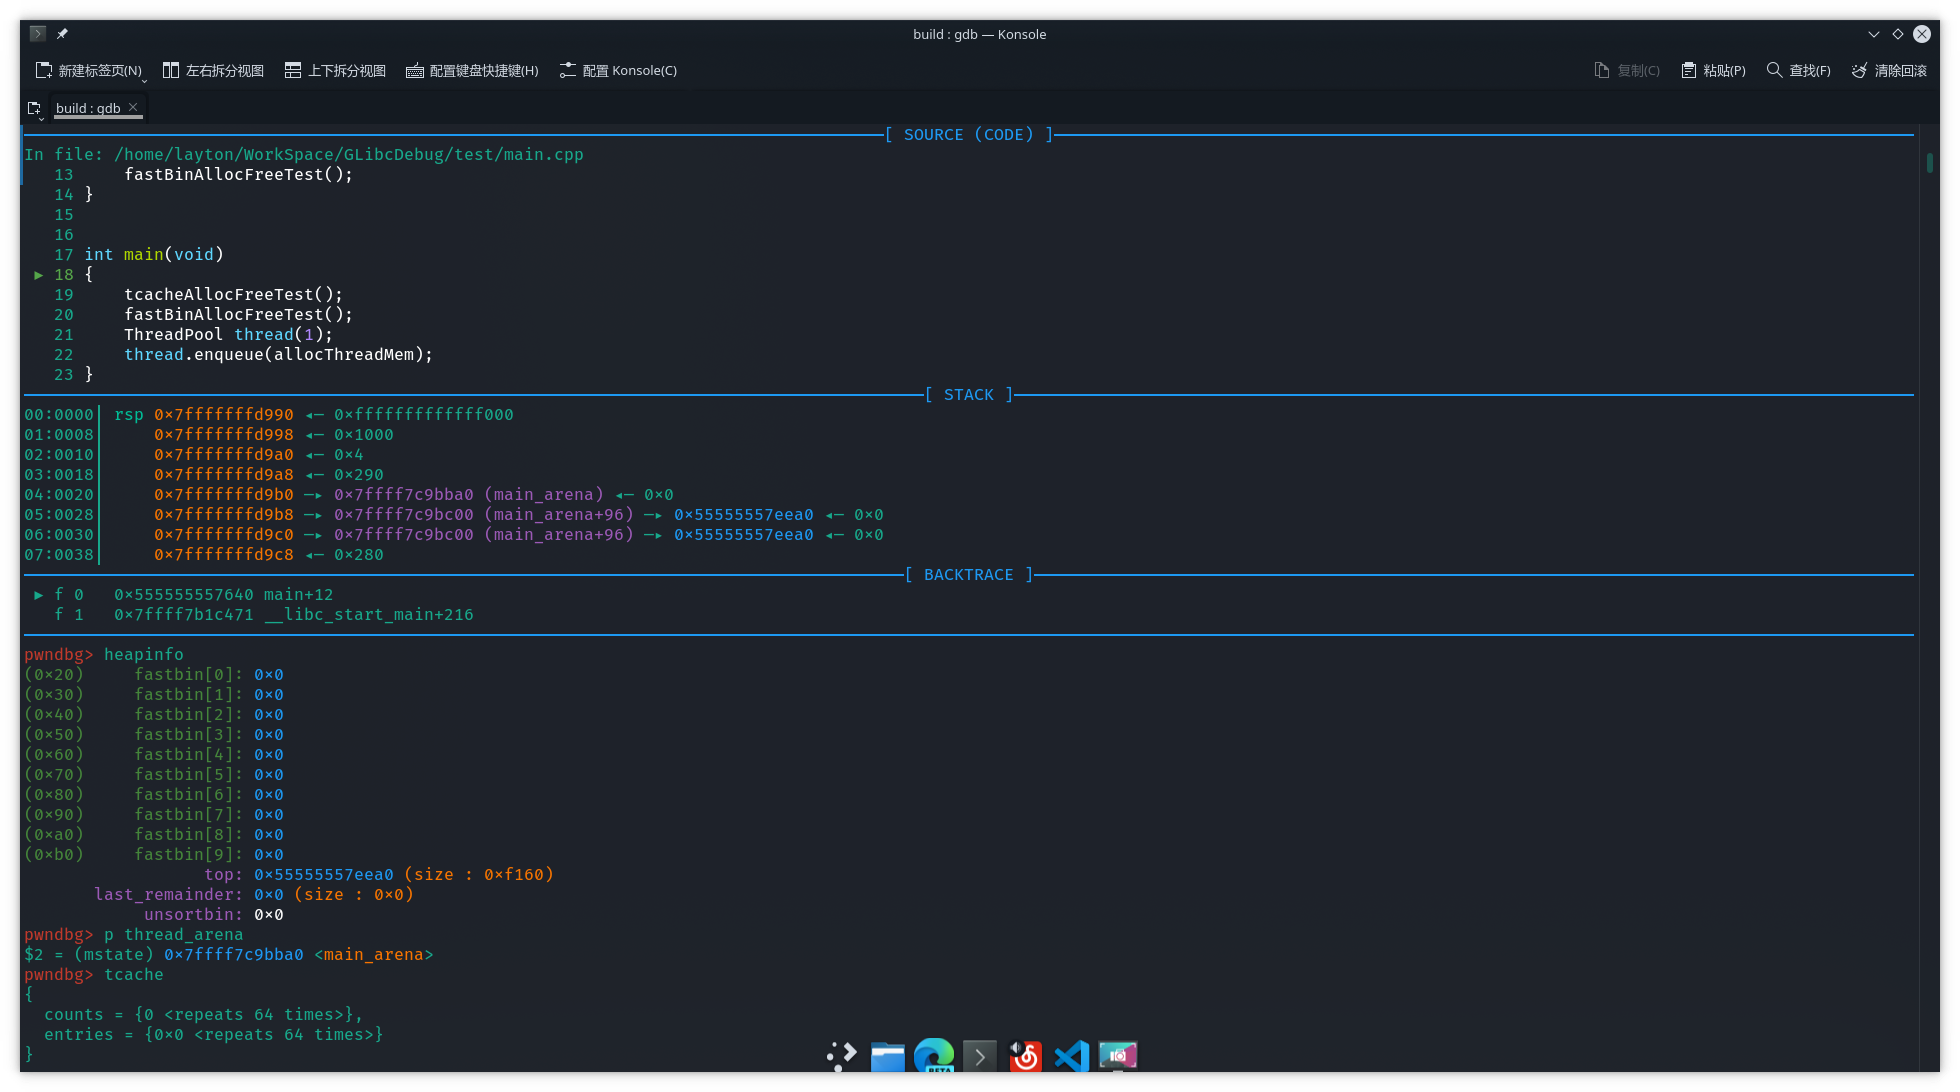 build : gdb — Konsole
新建标签页(N) 左右拆分视图 上下拆分视图 配置键盘快捷键(H) 配置 Konsole(C) 复制(C) 粘贴(P) 查找(F) 清除回滚
build : gdb
[ SOURCE (CODE) ]
In file: /home/layton/WorkSpace/GLibcDebug/test/main.cpp
13     fastBinAllocFreeTest();
14 }
15
16
17 int main(void)
► 18 {
19     tcacheAllocFreeTest();
20     fastBinAllocFreeTest();
21     ThreadPool thread(1);
22     thread.enqueue(allocThreadMem);
23 }
[ STACK ]
00:0000│ rsp 0x7fffffffd990 ◂— 0xfffffffffffff000
01:0008│     0x7fffffffd998 ◂— 0x1000
02:0010│     0x7fffffffd9a0 ◂— 0x4
03:0018│     0x7fffffffd9a8 ◂— 0x290
04:0020│     0x7fffffffd9b0 —▸ 0x7ffff7c9bba0 (main_arena) ◂— 0x0
05:0028│     0x7fffffffd9b8 —▸ 0x7ffff7c9bc00 (main_arena+96) —▸ 0x55555557eea0 ◂— 0x0
06:0030│     0x7fffffffd9c0 —▸ 0x7ffff7c9bc00 (main_arena+96) —▸ 0x55555557eea0 ◂— 0x0
07:0038│     0x7fffffffd9c8 ◂— 0x280
[ BACKTRACE ]
► f 0   0x555555557640 main+12
f 1   0x7ffff7b1c471 __libc_start_main+216
pwndbg> heapinfo
(0x20)     fastbin[0]: 0x0
(0x30)     fastbin[1]: 0x0
(0x40)     fastbin[2]: 0x0
(0x50)     fastbin[3]: 0x0
(0x60)     fastbin[4]: 0x0
(0x70)     fastbin[5]: 0x0
(0x80)     fastbin[6]: 0x0
(0x90)     fastbin[7]: 0x0
(0xa0)     fastbin[8]: 0x0
(0xb0)     fastbin[9]: 0x0
top: 0x55555557eea0 (size : 0xf160)
last_remainder: 0x0 (size : 0x0)
unsortbin: 0x0
pwndbg> p thread_arena
$2 = (mstate) 0x7ffff7c9bba0 <main_arena>
pwndbg> tcache
{
counts = {0 <repeats 64 times>},
entries = {0x0 <repeats 64 times>}
}
BETA